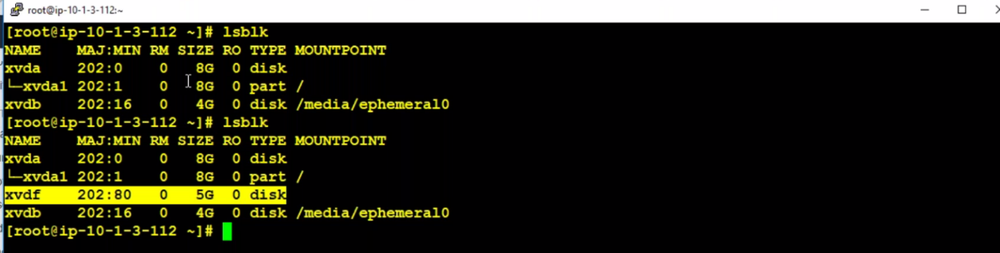 root@ip-10-1-3-112:~
[root@ip-10-1-3-112 ~]# lsblk
NAME    MAJ:MIN RM SIZE RO TYPE MOUNTPOINT
xvda    202:0    0   8G  0 disk
└─xvda1 202:1    0   8G  0 part /
xvdb    202:16   0   4G  0 disk /media/ephemeral0
[root@ip-10-1-3-112 ~]# lsblk
NAME    MAJ:MIN RM SIZE RO TYPE MOUNTPOINT
xvda    202:0    0   8G  0 disk
└─xvda1 202:1    0   8G  0 part /
xvdf    202:80   0   5G  0 disk
xvdb    202:16   0   4G  0 disk /media/ephemeral0
[root@ip-10-1-3-112 ~]#